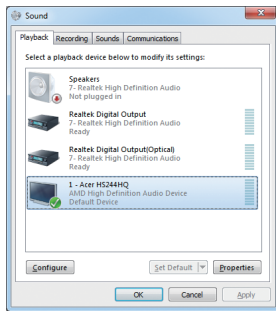 Sound
Playback Recording Sounds Communications
Select a playback device below to modify its settings:
Speakers
7- Realtek High Definition Audio
Not plugged in
Realtek Digital Output
7- Realtek High Definition Audio
Ready
Realtek Digital Output(Optical)
7- Realtek High Definition Audio
Ready
1 - Acer HS244HQ
AMD High Definition Audio Device
Default Device
Configure Set Default Properties
OK Cancel Apply